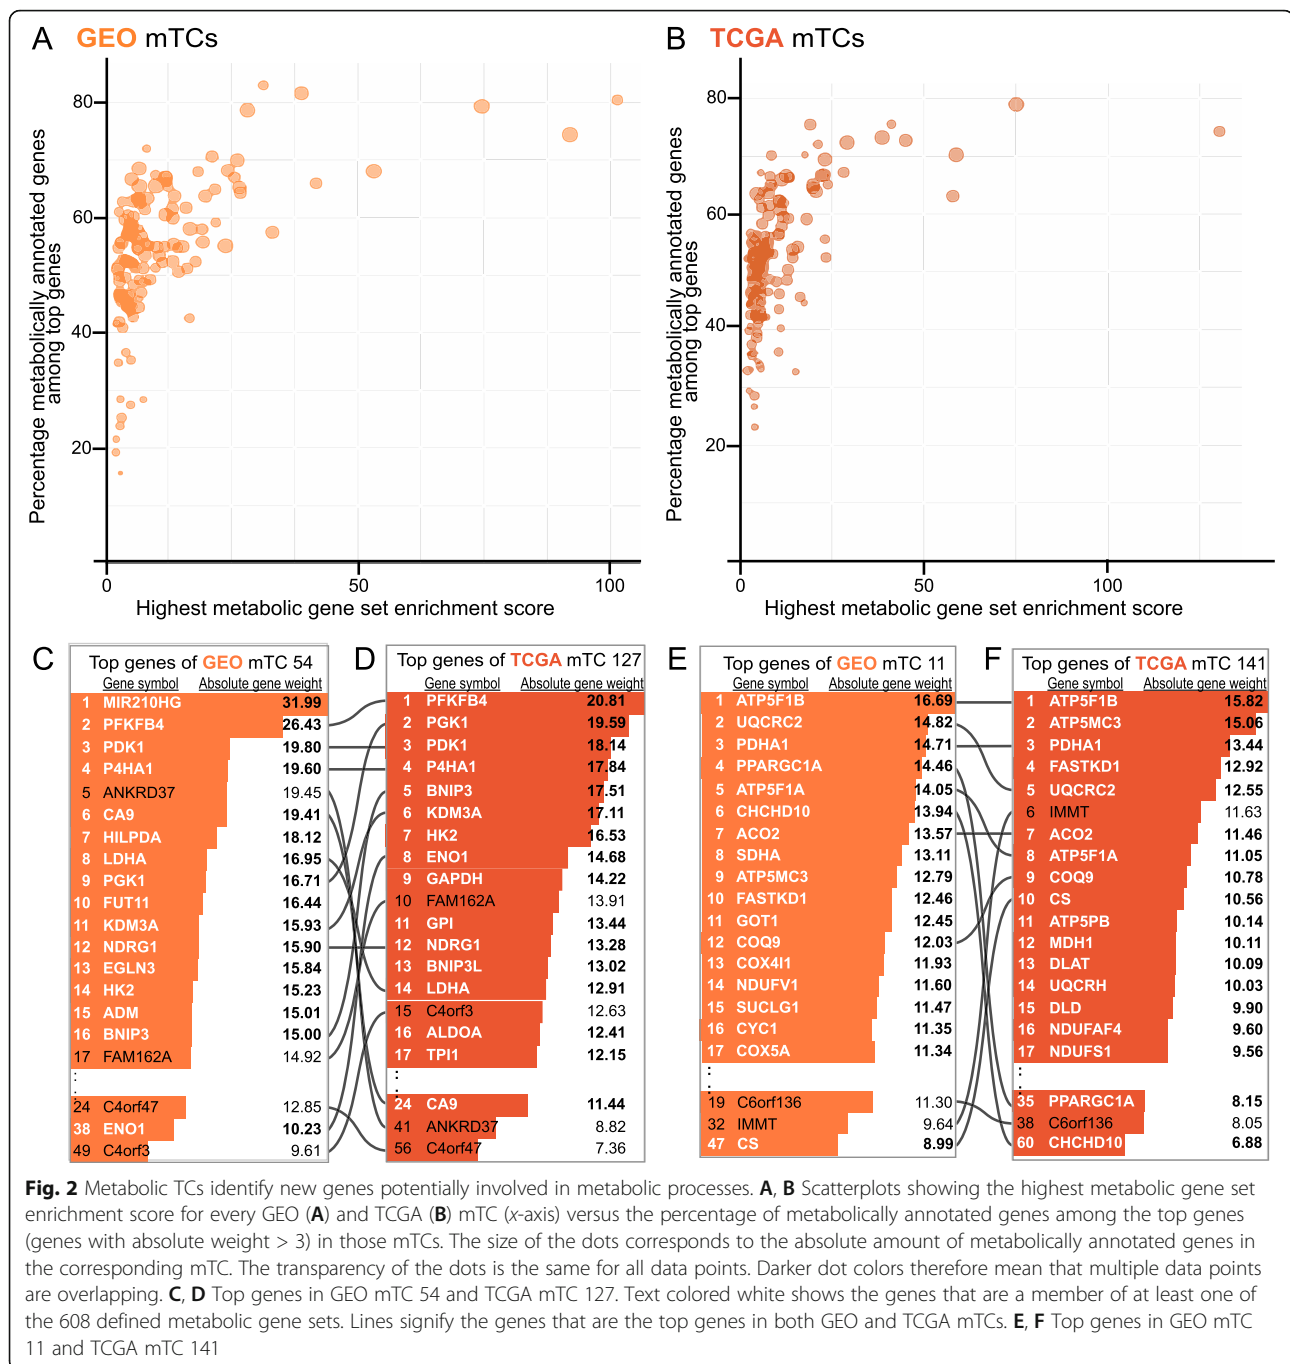 A GEO mTCs
Percentage metabolically annotated genes
among top genes
80
60
40
20
0
50
100
Highest metabolic gene set enrichment score
B TCGA mTCs
Percentage metabolically annotated genes
among top genes
80
60
40
20
0
50
100
Highest metabolic gene set enrichment score
C
Top genes of GEO mTC 54
Gene symbol Absolute gene weight
1 MIR210HG 31.99
2 PFKFB4 26.43
3 PDK1 19.80
4 P4HA1 19.60
5 ANKRD37 19.45
6 CA9 19.41
7 HILPDA 18.12
8 LDHA 16.95
9 PGK1 16.71
10 FUT11 16.44
11 KDM3A 15.93
12 NDRG1 15.90
13 EGLN3 15.84
14 HK2 15.23
15 ADM 15.01
16 BNIP3 15.00
17 FAM162A 14.92
24 C4orf47 12.85
38 ENO1 10.23
49 C4orf3 9.61
D
Top genes of TCGA mTC 127
Gene symbol Absolute gene weight
1 PFKFB4 20.81
2 PGK1 19.59
3 PDK1 18.14
4 P4HA1 17.84
5 BNIP3 17.51
6 KDM3A 17.11
7 HK2 16.53
8 ENO1 14.68
9 GAPDH 14.22
10 FAM162A 13.91
11 GPI 13.44
12 NDRG1 13.28
13 BNIP3L 13.02
14 LDHA 12.91
15 C4orf3 12.63
16 ALDOA 12.41
17 TPI1 12.15
24 CA9 11.44
41 ANKRD37 8.82
56 C4orf47 7.36
E
Top genes of GEO mTC 11
Gene symbol Absolute gene weight
1 ATP5F1B 16.69
2 UQCRC2 14.82
3 PDHA1 14.71
4 PPARGC1A 14.46
5 ATP5F1A 14.05
6 CHCHD10 13.94
7 ACO2 13.57
8 SDHA 13.11
9 ATP5MC3 12.79
10 FASTKD1 12.46
11 GOT1 12.45
12 COQ9 12.03
13 COX4I1 11.93
14 NDUFV1 11.60
15 SUCLG1 11.47
16 CYC1 11.35
17 COX5A 11.34
19 C6orf136 11.30
32 IMMT 9.64
47 CS 8.99
F
Top genes of TCGA mTC 141
Gene symbol Absolute gene weight
1 ATP5F1B 15.82
2 ATP5MC3 15.06
3 PDHA1 13.44
4 FASTKD1 12.92
5 UQCRC2 12.55
6 IMMT 11.63
7 ACO2 11.46
8 ATP5F1A 11.05
9 COQ9 10.78
10 CS 10.56
11 ATP5PB 10.14
12 MDH1 10.11
13 DLAT 10.09
14 UQCRH 10.03
15 DLD 9.90
16 NDUFAF4 9.60
17 NDUFS1 9.56
35 PPARGC1A 8.15
38 C6orf136 8.05
60 CHCHD10 6.88
Fig. 2 Metabolic TCs identify new genes potentially involved in metabolic processes. A, B Scatterplots showing the highest metabolic gene set
enrichment score for every GEO (A) and TCGA (B) mTC (x-axis) versus the percentage of metabolically annotated genes among the top genes
(genes with absolute weight > 3) in those mTCs. The size of the dots corresponds to the absolute amount of metabolically annotated genes in
the corresponding mTC. The transparency of the dots is the same for all data points. Darker dot colors therefore mean that multiple data points
are overlapping. C, D Top genes in GEO mTC 54 and TCGA mTC 127. Text colored white shows the genes that are a member of at least one of
the 608 defined metabolic gene sets. Lines signify the genes that are the top genes in both GEO and TCGA mTCs. E, F Top genes in GEO mTC
11 and TCGA mTC 141